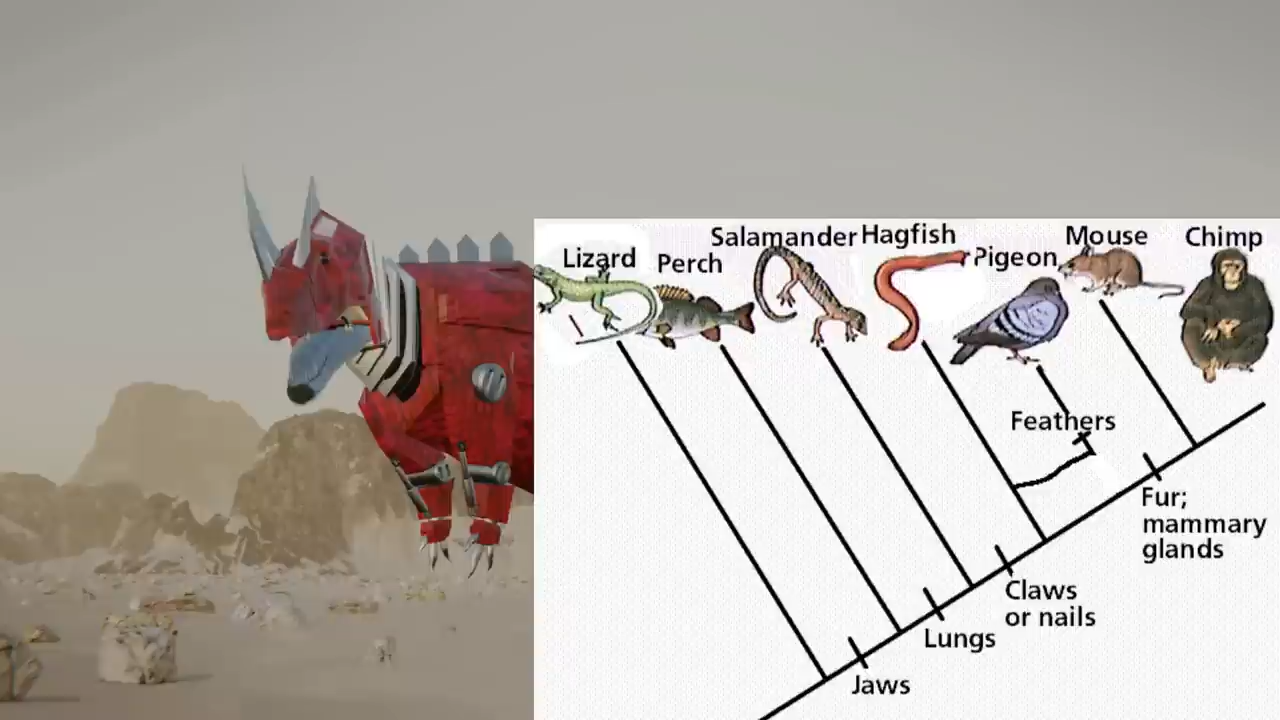 Lizard
Perch
Salamander
Hagfish
Pigeon
Mouse
Chimp
Feathers
Fur;
mammary
glands
Claws
or nails
Lungs
Jaws